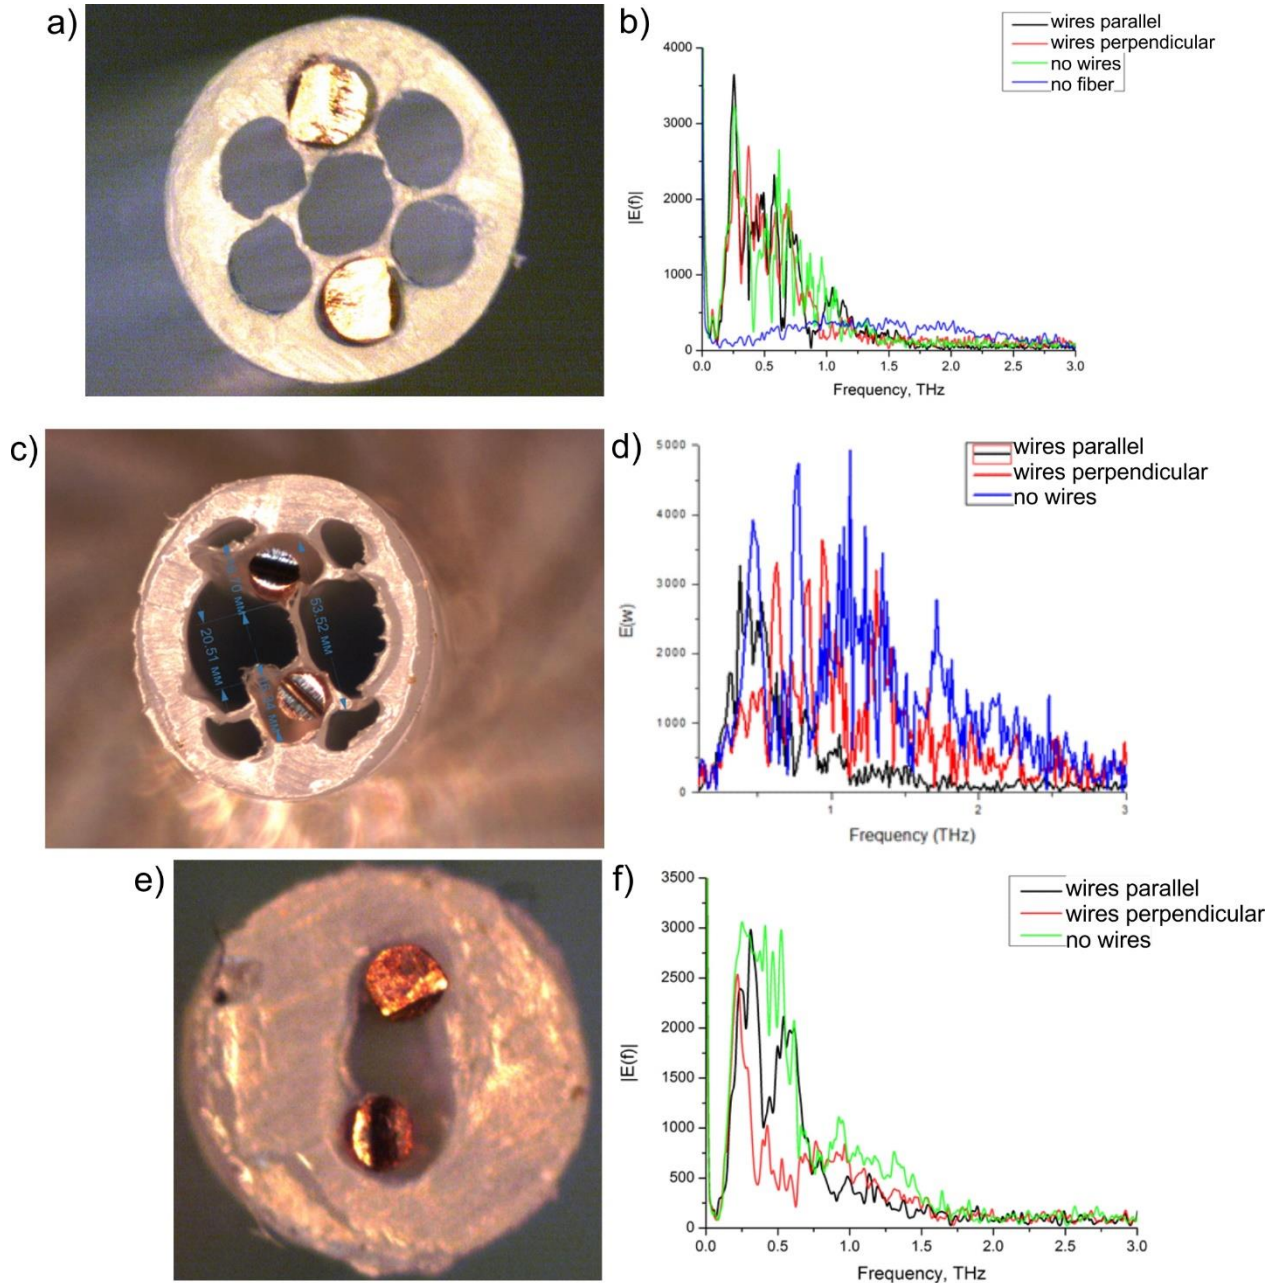 a)
b)
wires parallel
wires perpendicular
no wires
no fiber
4000
3000
2000
1000
0
|E(f)|
0.0 0.5 1.0 1.5 2.0 2.5 3.0
Frequency, THz
c)
20.51 мм
53.52 мм
d)
wires parallel
wires perpendicular
no wires
5000
4000
3000
2000
1000
0
E(w)
1 2 3
Frequency (THz)
e)
f)
wires parallel
wires perpendicular
no wires
3500
3000
2500
2000
1500
1000
500
0
|E(f)|
0.0 0.5 1.0 1.5 2.0 2.5 3.0
Frequency, THz